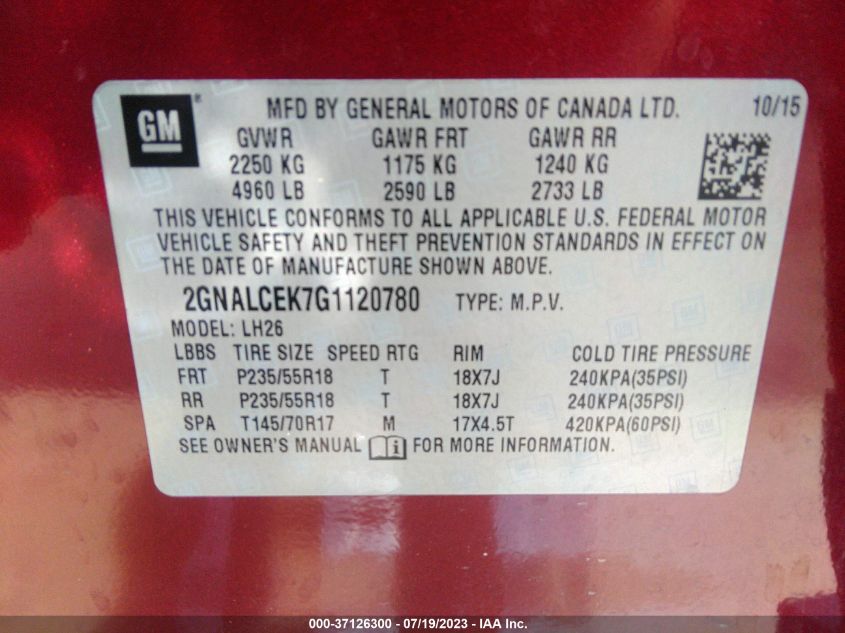 GM ® MFD BY GENERAL MOTORS OF CANADA LTD. 10/15
GVWR GAWR FRT GAWR RR
2250 KG 1175 KG 1240 KG
4960 LB 2590 LB 2733 LB
THIS VEHICLE CONFORMS TO ALL APPLICABLE U.S. FEDERAL MOTOR
VEHICLE SAFETY AND THEFT PREVENTION STANDARDS IN EFFECT ON
THE DATE OF MANUFACTURE SHOWN ABOVE.
2GNALCEK7G1120780 TYPE: M.P.V.
MODEL: LH26
LBBS TIRE SIZE SPEED RTG RIM COLD TIRE PRESSURE
FRT P235/55R18 T 18X7J 240KPA(35PSI)
RR P235/55R18 T 18X7J 240KPA(35PSI)
SPA T145/70R17 M 17X4.5T 420KPA(60PSI)
SEE OWNER'S MANUAL i FOR MORE INFORMATION.
000-37126300 - 07/19/2023 - IAA Inc.